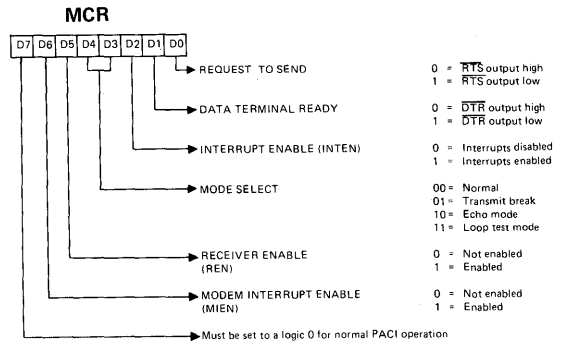 MCR
D7 D6 D5 D4 D3 D2 D1 D0
REQUEST TO SEND 0 = R̅T̅S̅ output high
1 = R̅T̅S̅ output low
DATA TERMINAL READY 0 = D̅T̅R̅ output high
1 = D̅T̅R̅ output low
INTERRUPT ENABLE (INTEN) 0 = Interrupts disabled
1 = Interrupts enabled
MODE SELECT 00 = Normal
01 = Transmit break
10 = Echo mode
11 = Loop test mode
RECEIVER ENABLE 0 = Not enabled
(REN) 1 = Enabled
MODEM INTERRUPT ENABLE 0 = Not enabled
(MIEN) 1 = Enabled
Must be set to a logic 0 for normal PACI operation